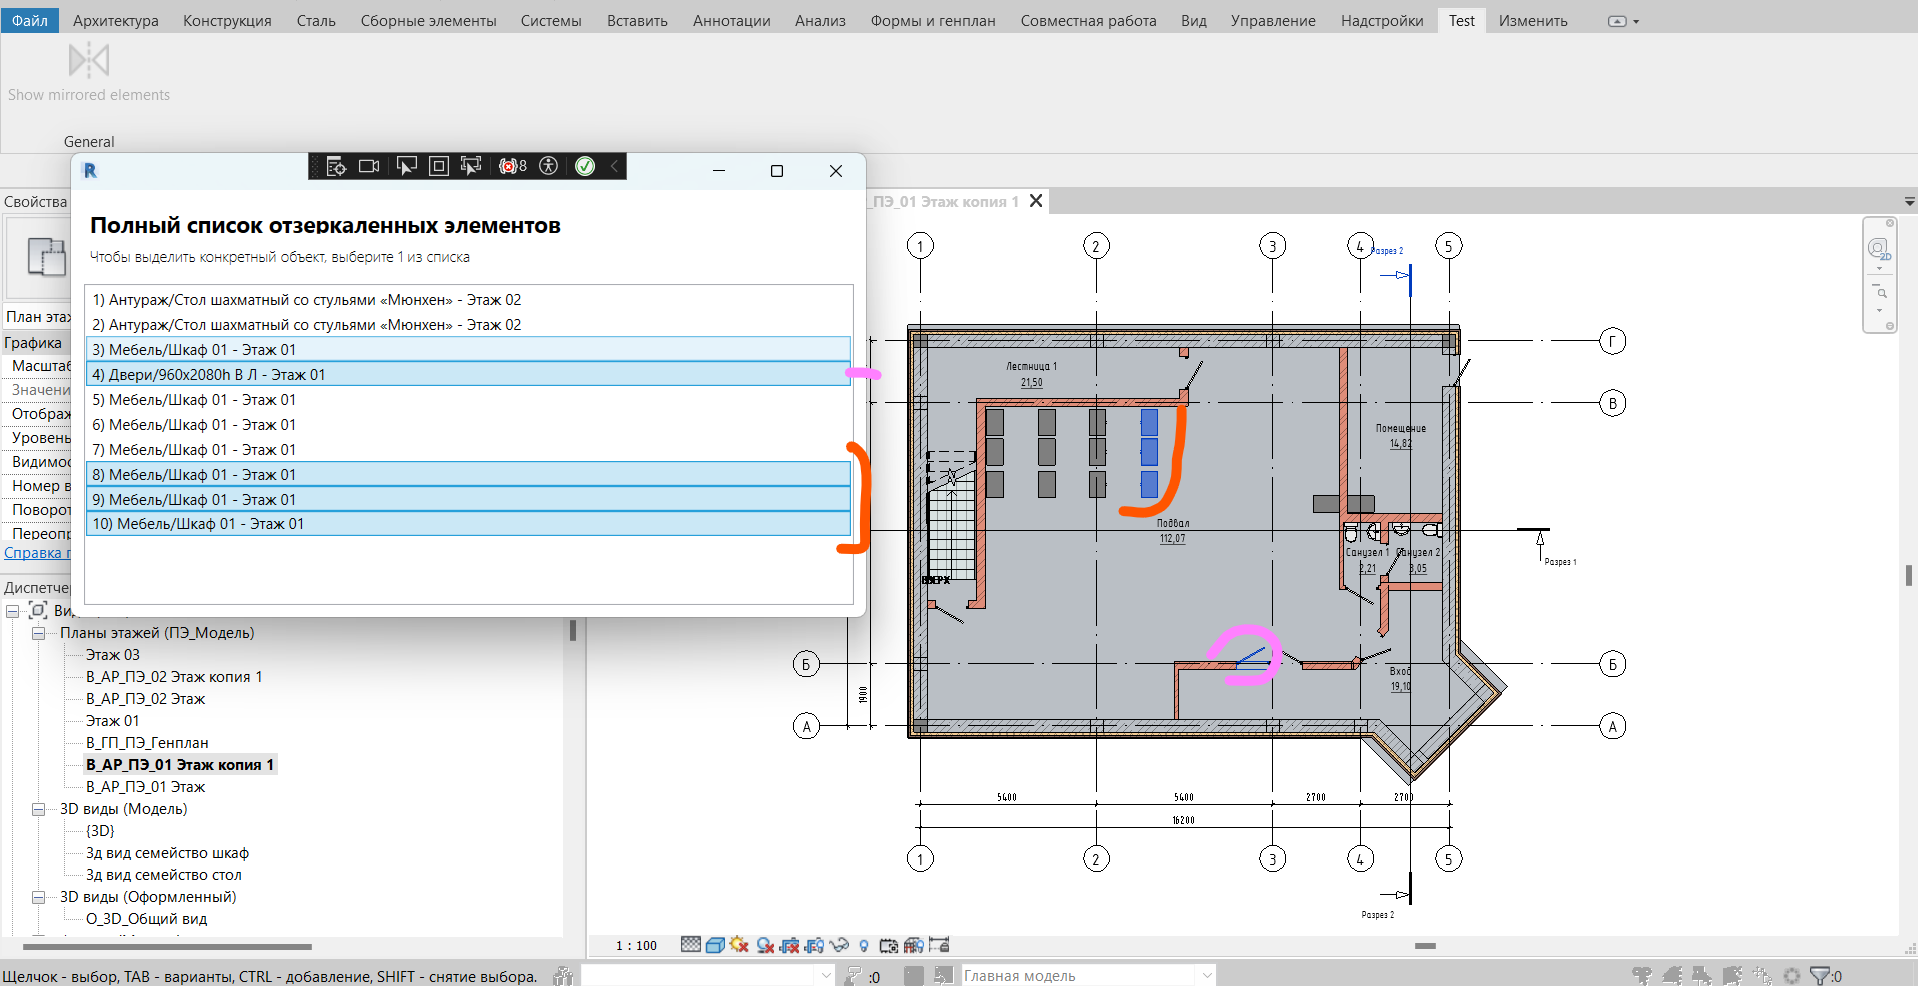 Файл Архитектура Конструкция Сталь Сборные элементы Системы Вставить Аннотации Анализ Формы и генплан Совместная работа Вид Управление Надстройки Test Изменить
Show mirrored elements
General
R
8
Свойства
ПЭ_01 Этаж копия 1
Полный список отзеркаленных элементов
Чтобы выделить конкретный объект, выберите 1 из списка
1) Антураж/Стол шахматный со стульями «Мюнхен» - Этаж 02
2) Антураж/Стол шахматный со стульями «Мюнхен» - Этаж 02
3) Мебель/Шкаф 01 - Этаж 01
4) Двери/960x2080h В Л - Этаж 01
5) Мебель/Шкаф 01 - Этаж 01
6) Мебель/Шкаф 01 - Этаж 01
7) Мебель/Шкаф 01 - Этаж 01
8) Мебель/Шкаф 01 - Этаж 01
9) Мебель/Шкаф 01 - Этаж 01
10) Мебель/Шкаф 01 - Этаж 01
План этаж
Графика
Масштаб
Значени
Отображ
Уровень
Видимос
Номер в
Поворот
Переопр
Справка п
Диспетчер
Ви
Планы этажей (ПЭ_Модель)
Этаж 03
В_АР_ПЭ_02 Этаж копия 1
В_АР_ПЭ_02 Этаж
Этаж 01
В_ГП_ПЭ_Генплан
В_АР_ПЭ_01 Этаж копия 1
В_АР_ПЭ_01 Этаж
3D виды (Модель)
{3D}
3д вид семейство шкаф
3д вид семейство стол
3D виды (Оформленный)
О_3D_Общий вид
1 2 3 4 5
Разрез 2
2D
Г
В
Лестница 1
21,50
Помещение
14,82
Подвал
112,07
Санузел 1 Санузел 2
2,21 3,05
Разрез 1
ВВЕРХ
Б Б
Вход
19,10
1900
А А
5400 5400 2700 2700
16200
1 2 3 4 5
Разрез 2
1 : 100
Щелчок - выбор, TAB - варианты, CTRL - добавление, SHIFT - снятие выбора.
:0
Главная модель
:0